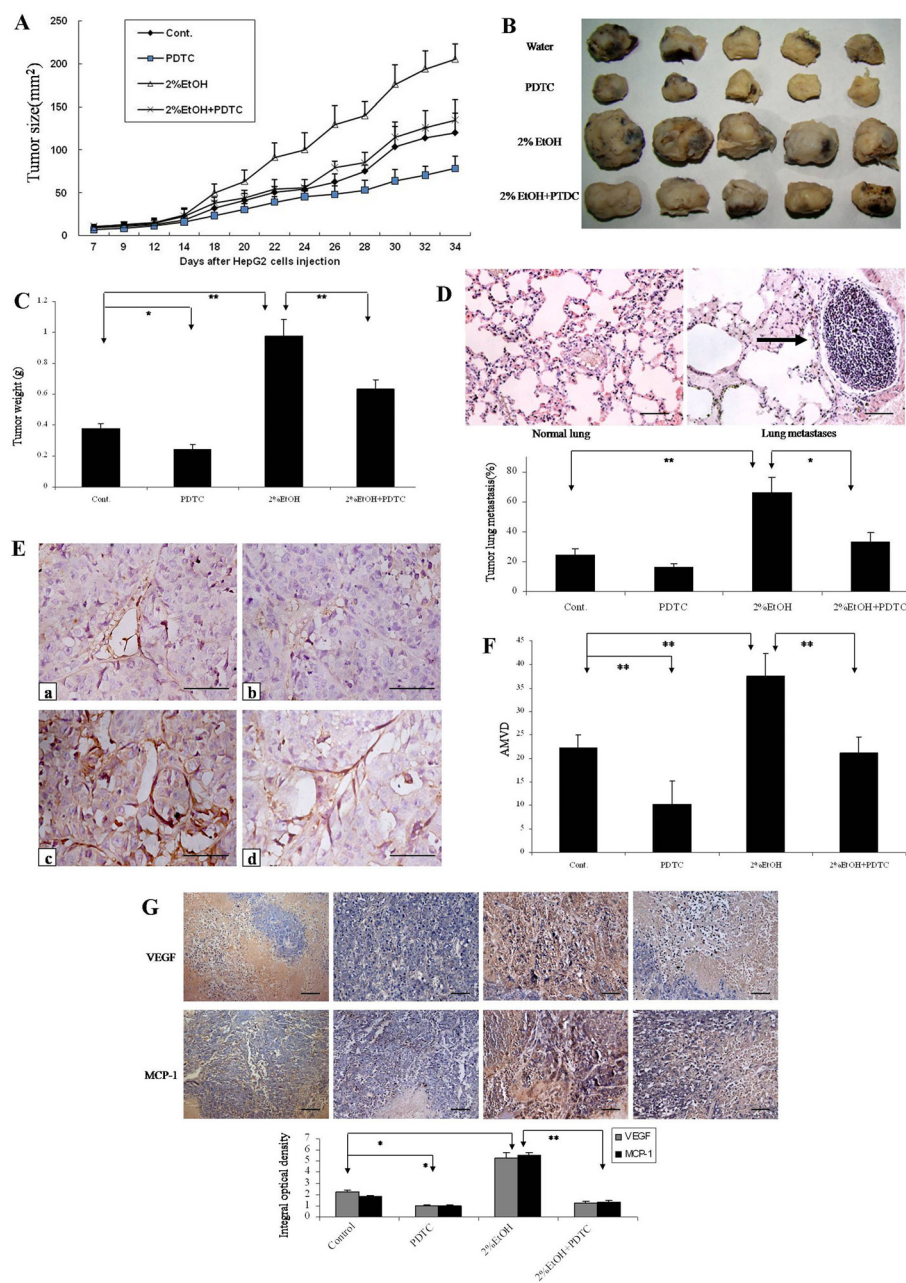 A
Cont.
PDTC
2%EtOH
2%EtOH+PDTC
Tumor size(mm²)
250
200
150
100
50
0
7 9 12 14 18 20 22 24 26 28 30 32 34
Days after HepG2 cells injection
B
Water
PDTC
2% EtOH
2% EtOH+PTDC
C
Tumor weight (g)
1.2
1
0.8
0.6
0.4
0.2
0
*
**
**
Cont. PDTC 2%EtOH 2%EtOH+PDTC
D
Normal lung
Lung metastases
Tumor lung metastasis(%)
80
60
40
20
0
**
*
Cont. PDTC 2%EtOH 2%EtOH+PDTC
E
a
b
c
d
F
AMVD
45
40
35
30
25
20
15
10
5
0
**
**
**
Cont. PDTC 2%EtOH 2%EtOH+PDTC
G
VEGF
MCP-1
Integral optical density
7
6
5
4
3
2
1
0
*
*
**
VEGF
MCP-1
Control PDTC 2%EtOH 2%EtOH+PDTC